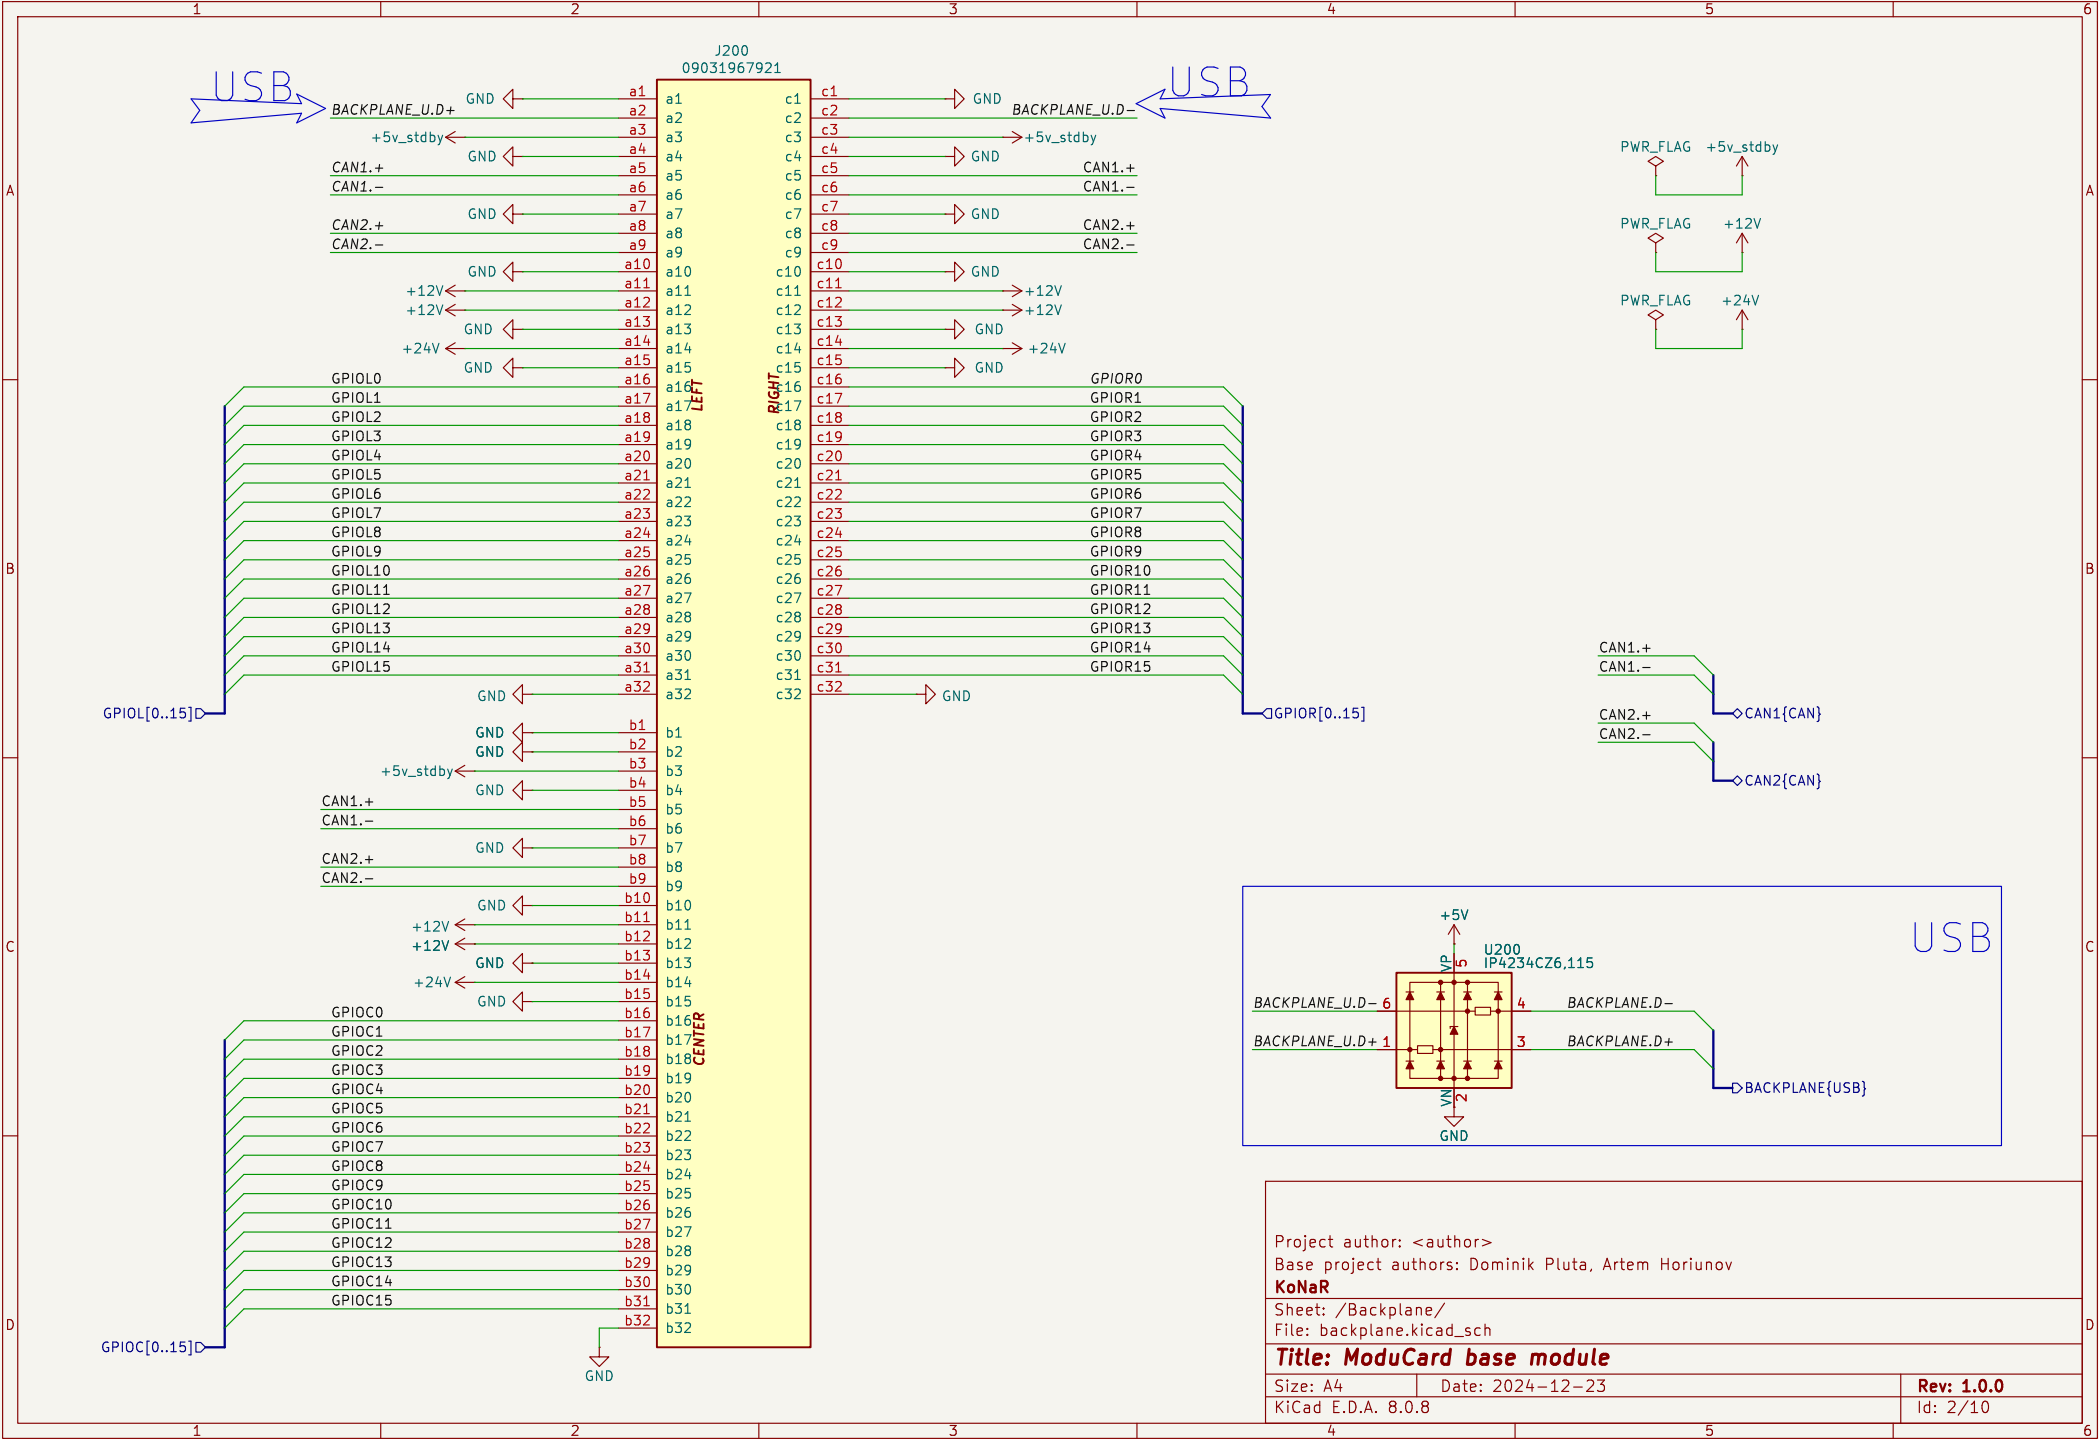 1 2 3 4 5 6
J200
09031967921
USB USB
GND a1 a1 c1 c1 GND
BACKPLANE_U.D+ a2 a2 c2 c2 BACKPLANE_U.D-
+5v_stdby a3 a3 c3 c3 +5v_stdby
GND a4 a4 c4 c4 GND
CAN1.+ a5 a5 c5 c5 CAN1.+
CAN1.- a6 a6 c6 c6 CAN1.-
GND a7 a7 c7 c7 GND
CAN2.+ a8 a8 c8 c8 CAN2.+
CAN2.- a9 a9 c9 c9 CAN2.-
GND a10 a10 c10 c10 GND
+12V a11 a11 c11 c11 +12V
+12V a12 a12 c12 c12 +12V
GND a13 a13 c13 c13 GND
+24V a14 a14 c14 c14 +24V
GND a15 a15 c15 c15 GND
GPIOL0 a16 a16 c16 c16 GPIOR0
LEFT RIGHT
GPIOL1 a17 a17 c17 c17 GPIOR1
GPIOL2 a18 a18 c18 c18 GPIOR2
GPIOL3 a19 a19 c19 c19 GPIOR3
GPIOL4 a20 a20 c20 c20 GPIOR4
GPIOL5 a21 a21 c21 c21 GPIOR5
GPIOL6 a22 a22 c22 c22 GPIOR6
GPIOL7 a23 a23 c23 c23 GPIOR7
GPIOL8 a24 a24 c24 c24 GPIOR8
GPIOL9 a25 a25 c25 c25 GPIOR9
GPIOL10 a26 a26 c26 c26 GPIOR10
GPIOL11 a27 a27 c27 c27 GPIOR11
GPIOL12 a28 a28 c28 c28 GPIOR12
GPIOL13 a29 a29 c29 c29 GPIOR13
GPIOL14 a30 a30 c30 c30 GPIOR14
GPIOL15 a31 a31 c31 c31 GPIOR15
GND a32 a32 c32 c32 GND
GPIOL[0..15] GPIOR[0..15]
GND b1 b1
GND b2 b2
+5v_stdby b3 b3
GND b4 b4
CAN1.+ b5 b5
CAN1.- b6 b6
GND b7 b7
CAN2.+ b8 b8
CAN2.- b9 b9
GND b10 b10
+12V b11 b11
+12V b12 b12
GND b13 b13
+24V b14 b14
GND b15 b15
GPIOC0 b16 b16
CENTER
GPIOC1 b17 b17
GPIOC2 b18 b18
GPIOC3 b19 b19
GPIOC4 b20 b20
GPIOC5 b21 b21
GPIOC6 b22 b22
GPIOC7 b23 b23
GPIOC8 b24 b24
GPIOC9 b25 b25
GPIOC10 b26 b26
GPIOC11 b27 b27
GPIOC12 b28 b28
GPIOC13 b29 b29
GPIOC14 b30 b30
GPIOC15 b31 b31
b32 b32
GPIOC[0..15]
GND
PWR_FLAG +5v_stdby
PWR_FLAG +12V
PWR_FLAG +24V
CAN1.+
CAN1.-
CAN1{CAN}
CAN2.+
CAN2.-
CAN2{CAN}
USB
+5V
U200
IP4234CZ6,115
VP 5
BACKPLANE_U.D- 6 4 BACKPLANE.D-
BACKPLANE_U.D+ 1 3 BACKPLANE.D+
BACKPLANE{USB}
VN 2
GND
A A
B B
C C
D D
Project author: <author>
Base project authors: Dominik Pluta, Artem Horiunov
KoNaR
Sheet: /Backplane/
File: backplane.kicad_sch
Title: ModuCard base module
Size: A4 Date: 2024-12-23 Rev: 1.0.0
KiCad E.D.A. 8.0.8 Id: 2/10
1 2 3 4 5 6